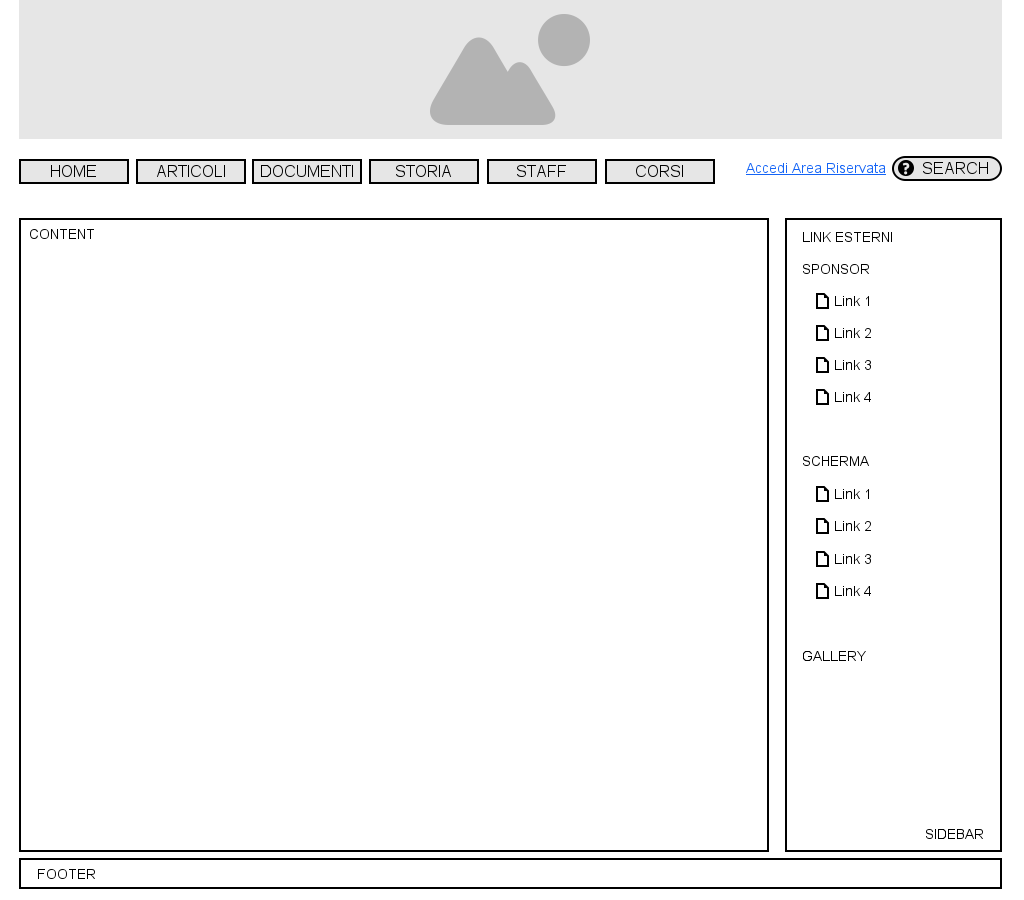 HOME
ARTICOLI
DOCUMENTI
STORIA
STAFF
CORSI
Accedi Area Riservata
? SEARCH
CONTENT
LINK ESTERNI
SPONSOR
Link 1
Link 2
Link 3
Link 4
SCHERMA
Link 1
Link 2
Link 3
Link 4
GALLERY
SIDEBAR
FOOTER